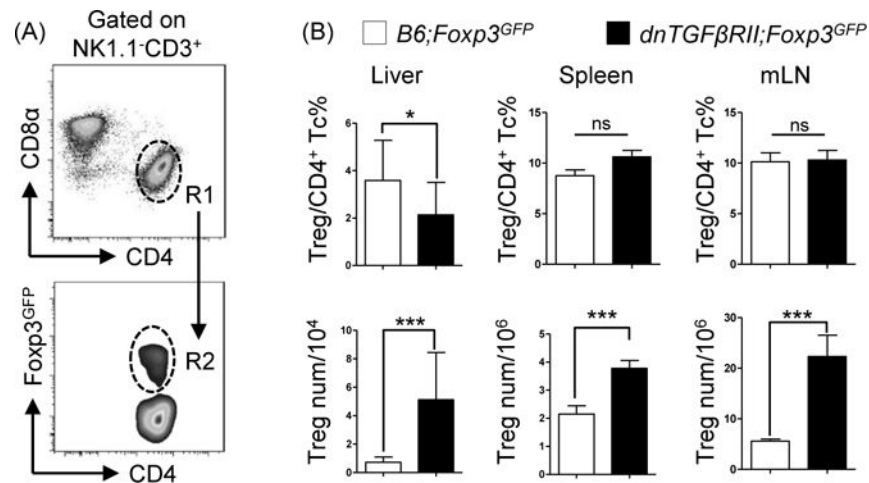 (A)
Gated on
NK1.1⁻CD3⁺
CD8α
R1
CD4
Foxp3ᴳᶠᴾ
R2
CD4
(B)
B6;Foxp3ᴳᶠᴾ
dnTGFβRII;Foxp3ᴳᶠᴾ
Liver
Spleen
mLN
Treg/CD4⁺ Tc%
6
4
2
0
*
Treg/CD4⁺ Tc%
15
10
5
0
ns
Treg/CD4⁺ Tc%
15
10
5
0
ns
Treg num/10⁴
10
8
6
4
2
0
***
Treg num/10⁶
5
4
3
2
1
0
***
Treg num/10⁶
30
20
10
0
***